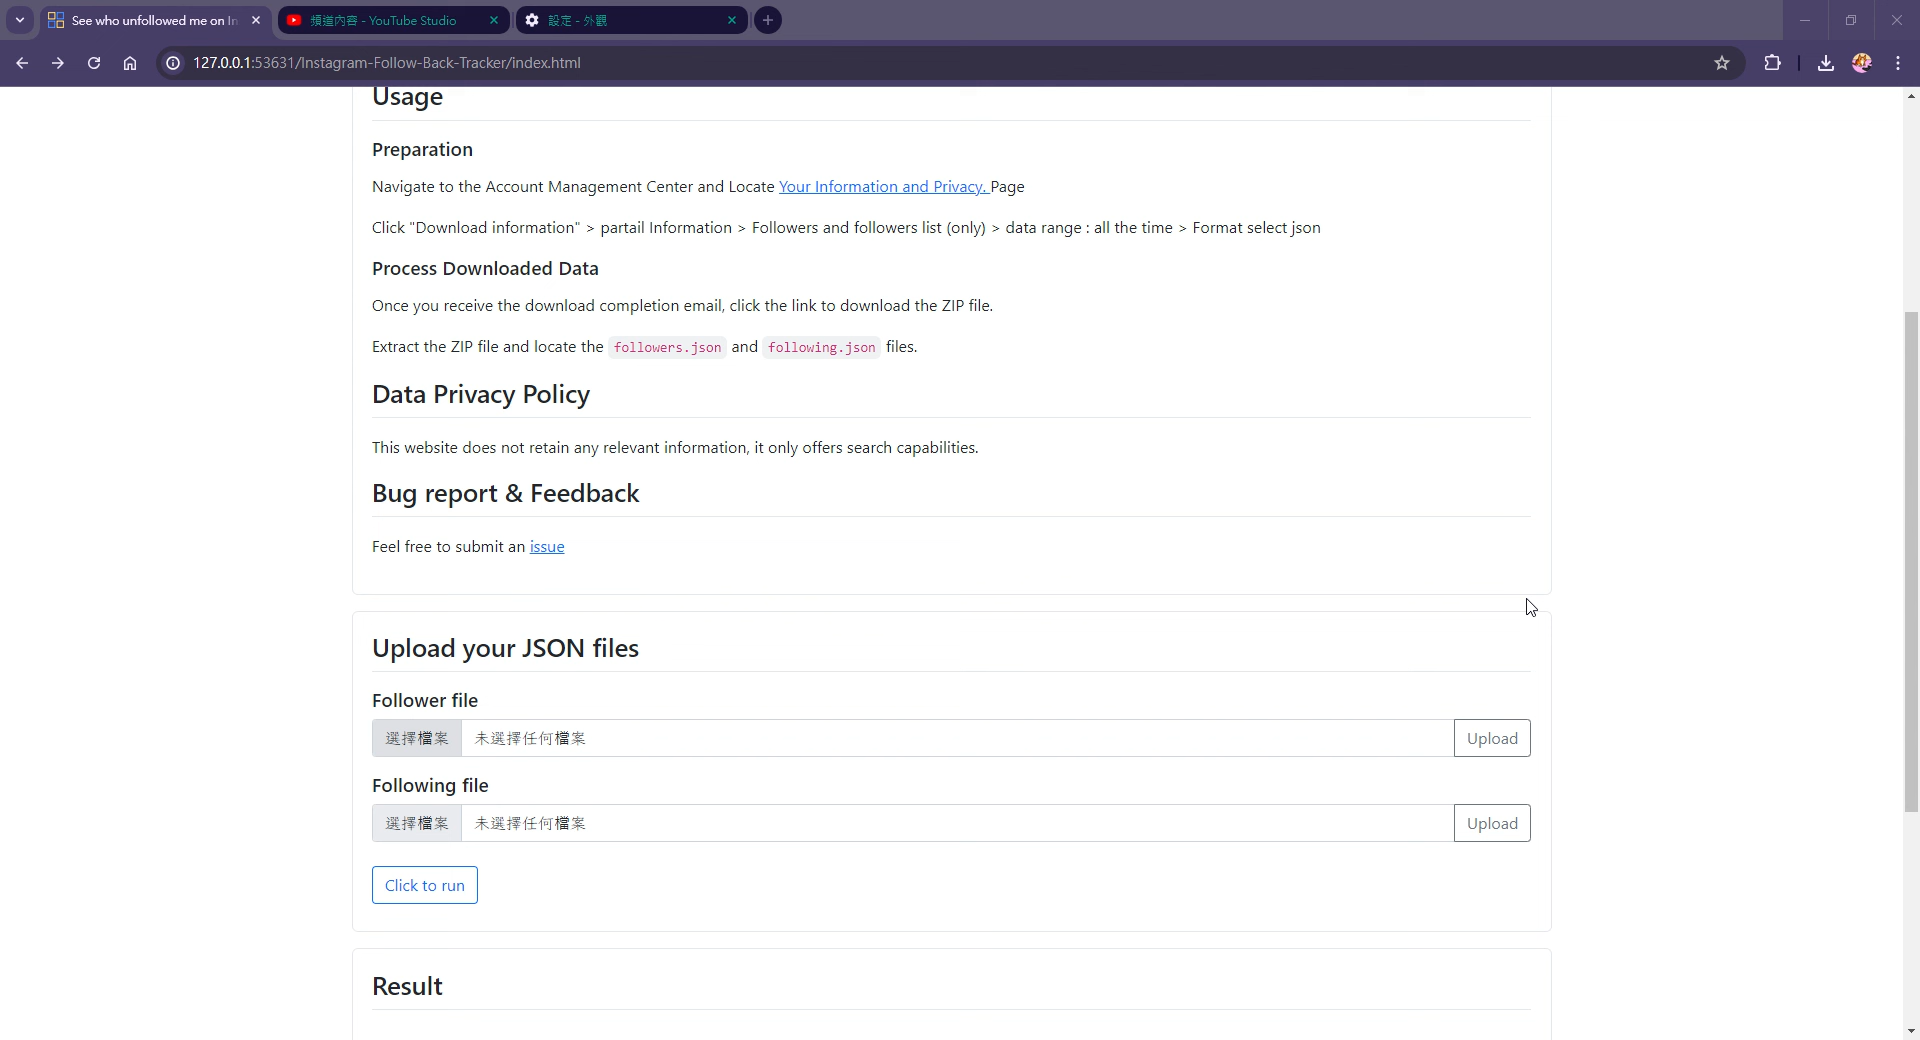 See who unfollowed me on In
頻道內容 - YouTube Studio
設定 - 外觀
127.0.0.1:53631/Instagram-Follow-Back-Tracker/index.html
Usage
Preparation
Navigate to the Account Management Center and Locate Your Information and Privacy. Page
Click "Download information" > partail Information > Followers and followers list (only) > data range : all the time > Format select json
Process Downloaded Data
Once you receive the download completion email, click the link to download the ZIP file.
Extract the ZIP file and locate the followers.json and following.json files.
Data Privacy Policy
This website does not retain any relevant information, it only offers search capabilities.
Bug report & Feedback
Feel free to submit an issue
Upload your JSON files
Follower file
選擇檔案 未選擇任何檔案 Upload
Following file
選擇檔案 未選擇任何檔案 Upload
Click to run
Result